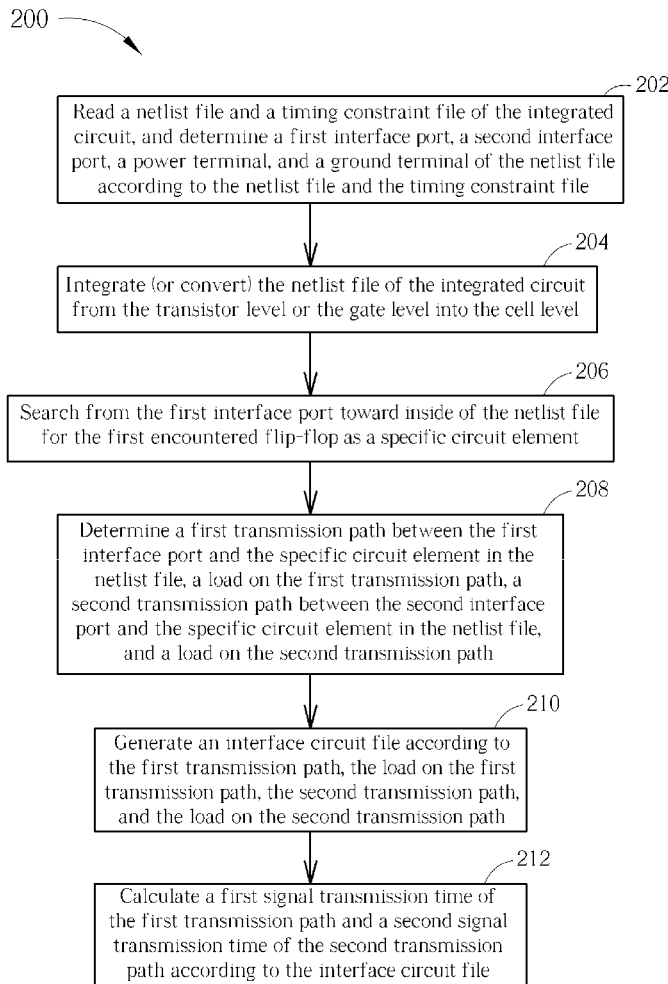 200
202
Read a netlist file and a timing constraint file of the integrated
circuit, and determine a first interface port, a second interface
port, a power terminal, and a ground terminal of the netlist file
according to the netlist file and the timing constraint file
204
Integrate (or convert) the netlist file of the integrated circuit
from the transistor level or the gate level into the cell level
206
Search from the first interface port toward inside of the netlist file
for the first encountered flip-flop as a specific circuit element
208
Determine a first transmission path between the first
interface port and the specific circuit element in the
netlist file, a load on the first transmission path, a
second transmission path between the second interface
port and the specific circuit element in the netlist file,
and a load on the second transmission path
210
Generate an interface circuit file according to
the first transmission path, the load on the first
transmission path, the second transmission path,
and the load on the second transmission path
212
Calculate a first signal transmission time of
the first transmission path and a second signal
transmission time of the second transmission
path according to the interface circuit file